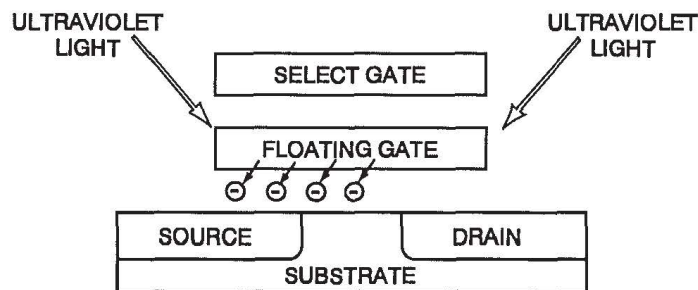 ULTRAVIOLET
LIGHT
ULTRAVIOLET
LIGHT
SELECT GATE
FLOATING GATE
SOURCE
DRAIN
SUBSTRATE